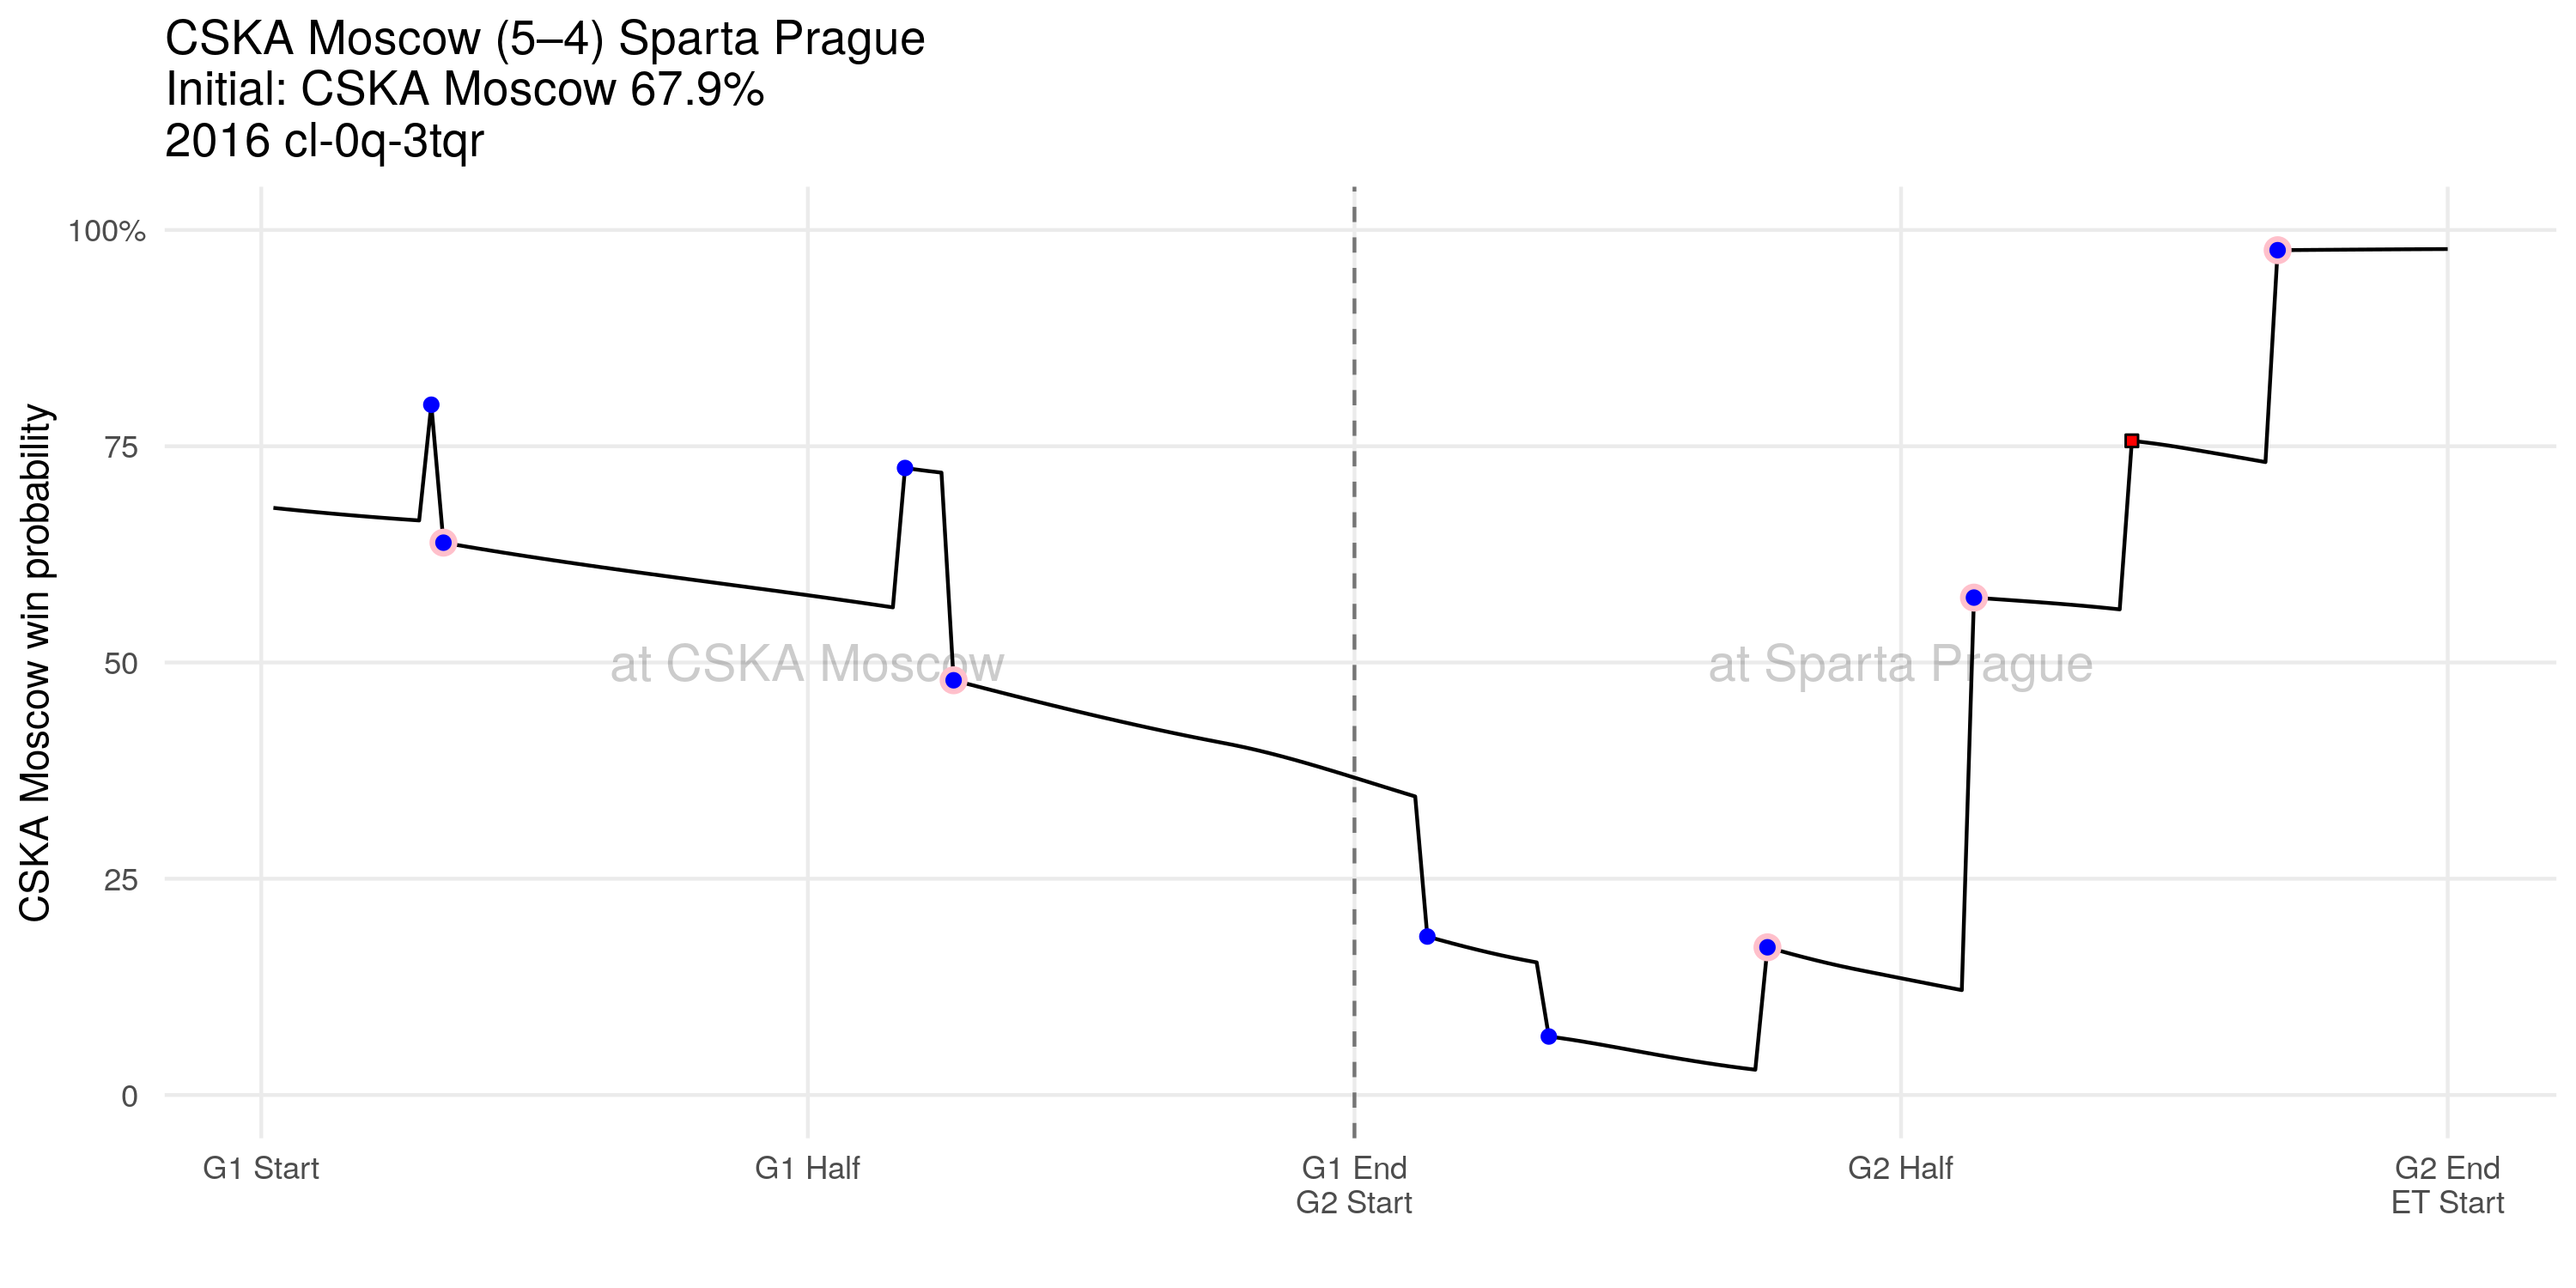 CSKA Moscow (5–4) Sparta Prague
Initial: CSKA Moscow 67.9%
2016 cl-0q-3tqr
CSKA Moscow win probability
100%
75
50
25
0
at CSKA Moscow
at Sparta Prague
G1 Start
G1 Half
G1 End
G2 Start
G2 Half
G2 End
ET Start